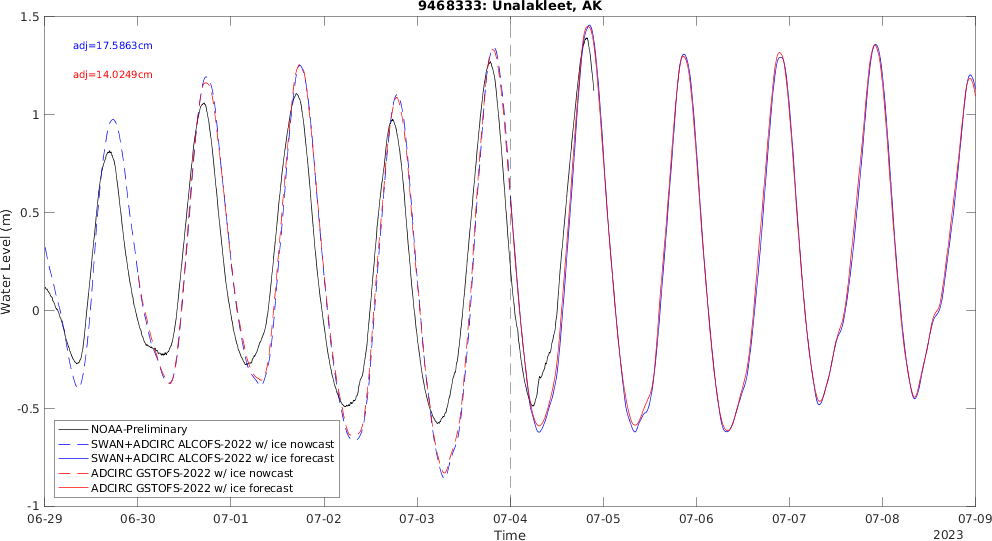 9468333: Unalakleet, AK
1.5
adj=17.5863cm
adj=14.0249cm
1
0.5
Water Level (m)
0
-0.5
NOAA-Preliminary
SWAN+ADCIRC ALCOFS-2022 w/ ice nowcast
SWAN+ADCIRC ALCOFS-2022 w/ ice forecast
ADCIRC GSTOFS-2022 w/ ice nowcast
ADCIRC GSTOFS-2022 w/ ice forecast
-1
06-29 06-30 07-01 07-02 07-03 07-04 07-05 07-06 07-07 07-08 07-09
Time
2023